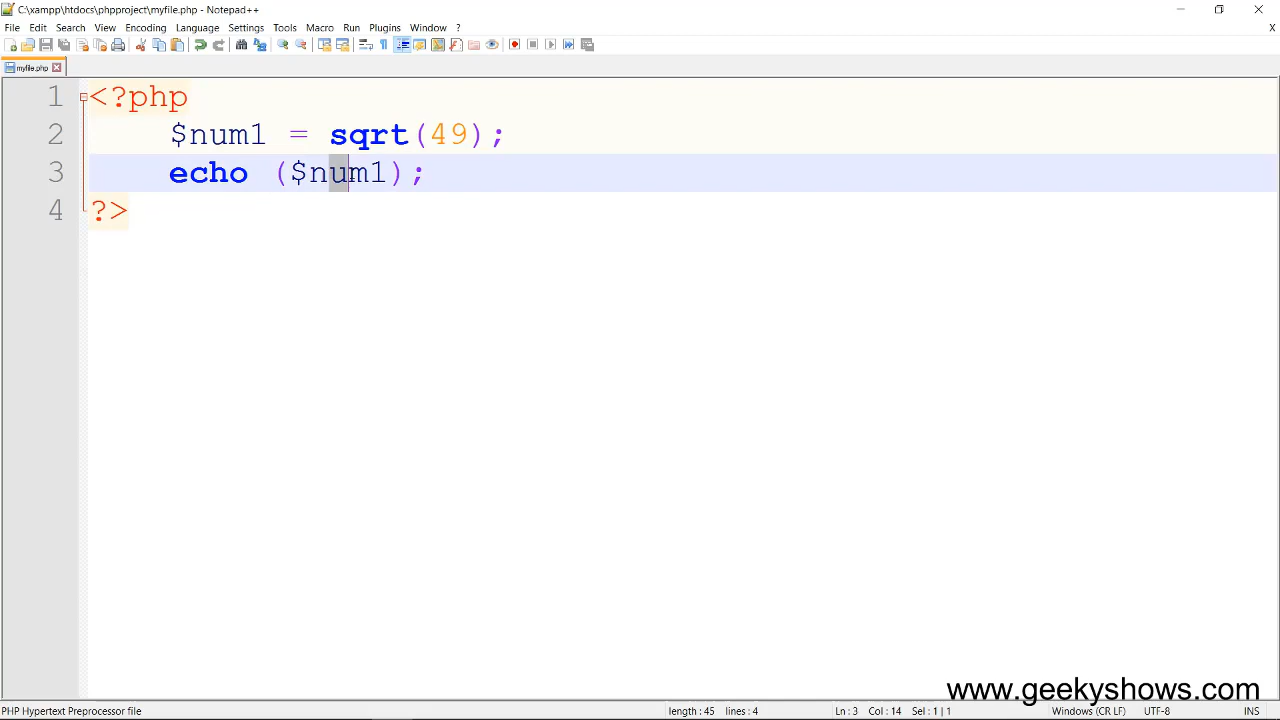 C:\xampp\htdocs\phpproject\myfile.php - Notepad++
File Edit Search View Encoding Language Settings Tools Macro Run Plugins Window ? X
myfile.php
1 <?php
2 $num1 = sqrt(49);
3 echo ($num1);
4 ?>
www.geekyshows.com
PHP Hypertext Preprocessor file length : 45 lines : 4 Ln : 3 Col : 14 Sel : 1 | 1 Windows (CR LF) UTF-8 INS